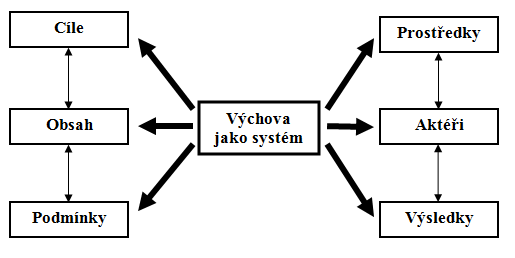 Cíle
Prostředky
Výchova
jako systém
Obsah
Aktéři
Podmínky
Výsledky